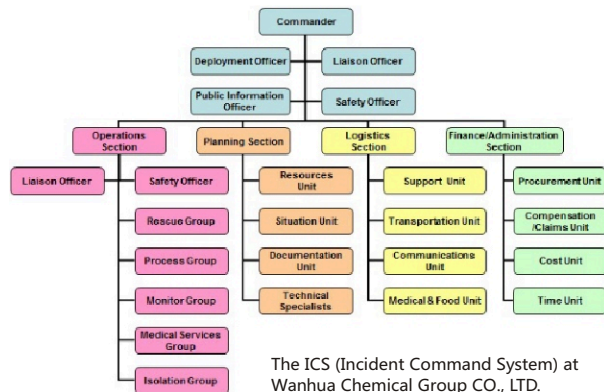 Commander
Deployment Officer
Liaison Officer
Public Information
Officer
Safety Officer
Operations
Section
Planning Section
Logistics
Section
Finance/Administration
Section
Liaison Officer
Safety Officer
Resources
Unit
Support Unit
Procurement Unit
Rescue Group
Situation Unit
Transportation Unit
Compensation
/Claims Unit
Process Group
Documentation
Unit
Communications
Unit
Cost Unit
Monitor Group
Technical
Specialists
Medical & Food Unit
Time Unit
Medical Services
Group
Isolation Group
The ICS (Incident Command System) at
Wanhua Chemical Group CO., LTD.